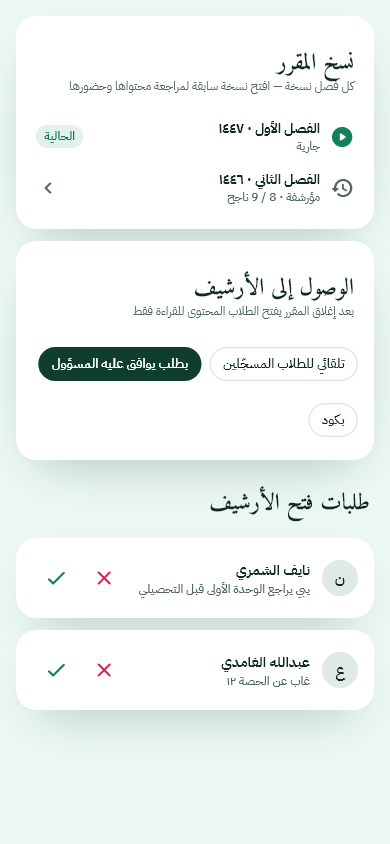 نسخ المقرر
كل فصل نسخة — افتح نسخة سابقة لمراجعة محتواها وحضورها
الفصل الأول · ١٤٤٧
الحالية
جارية
الفصل الثاني · ١٤٤٦
مؤرشفة · 8 / 9 ناجح
الوصول إلى الأرشيف
بعد إغلاق المقرر يفتح الطلاب المحتوى للقراءة فقط
تلقائي للطلاب المسجّلين
بطلب يوافق عليه المسؤول
بكود
طلبات فتح الأرشيف
ن
نايف الشمري
يبي يراجع الوحدة الأولى قبل التحصيلي
ع
عبدالله الغامدي
غاب عن الحصة ١٢